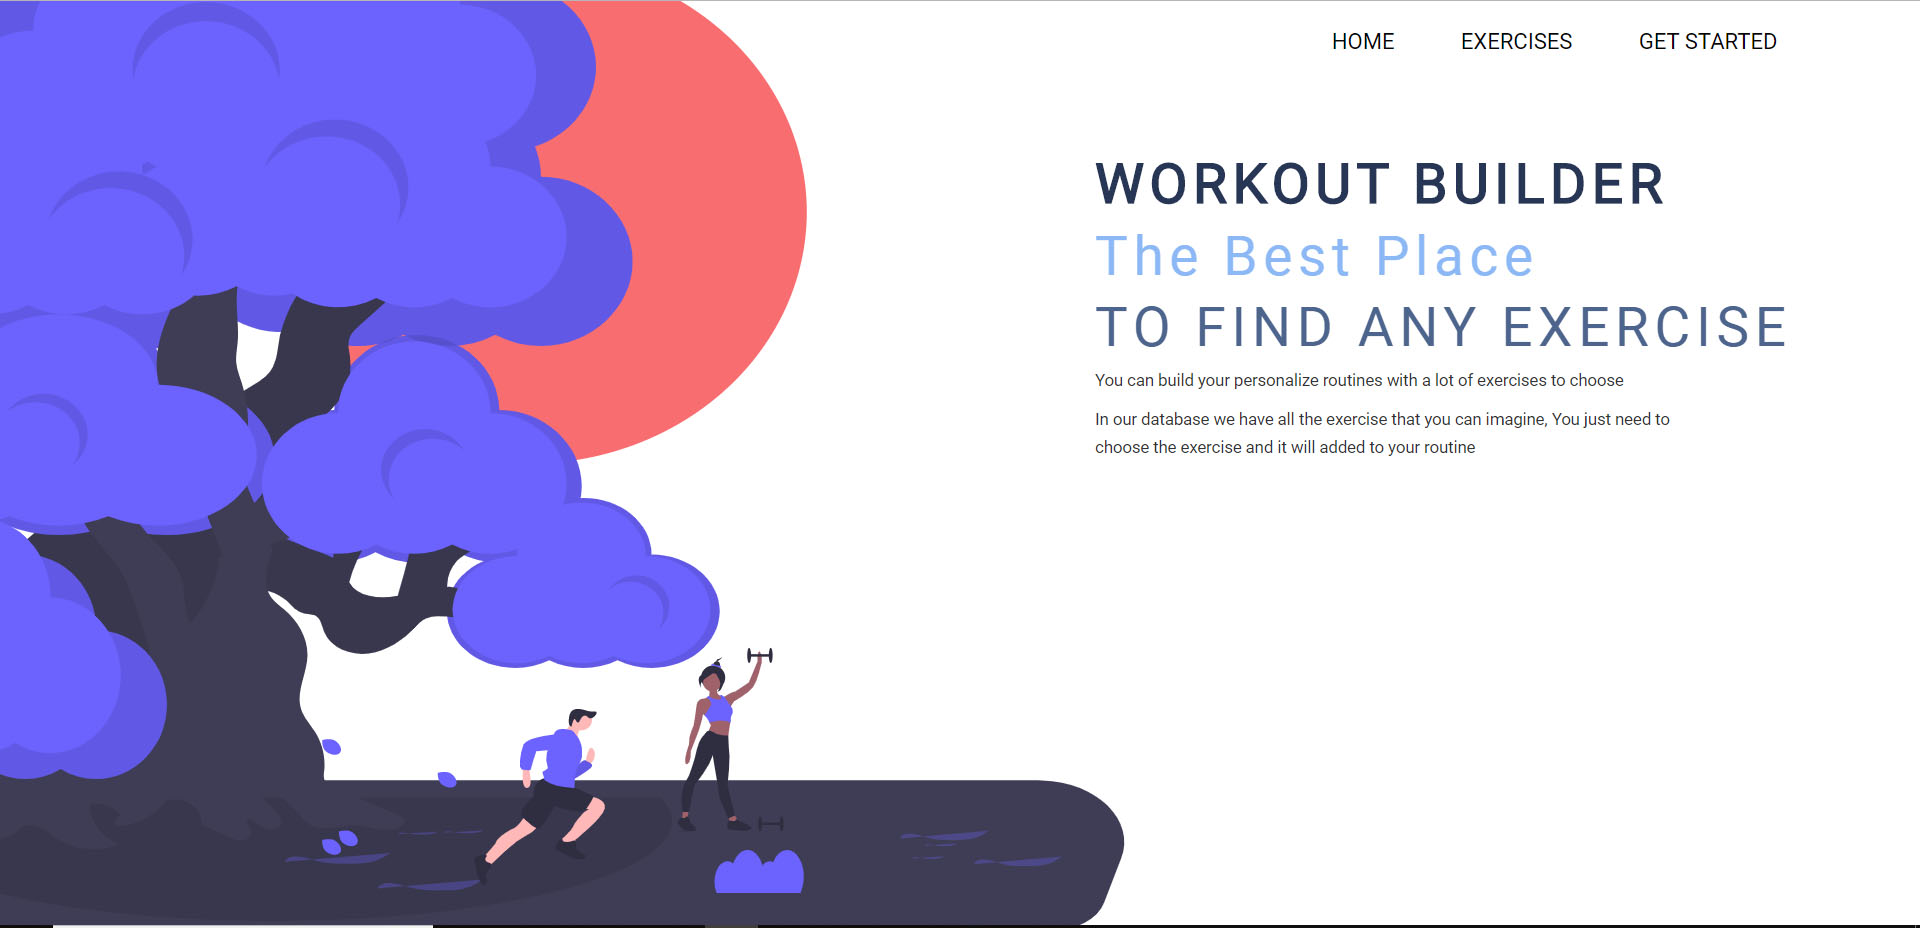 HOME EXERCISES GET STARTED
WORKOUT BUILDER
The Best Place
TO FIND ANY EXERCISE
You can build your personalize routines with a lot of exercises to choose
In our database we have all the exercise that you can imagine, You just need to
choose the exercise and it will added to your routine